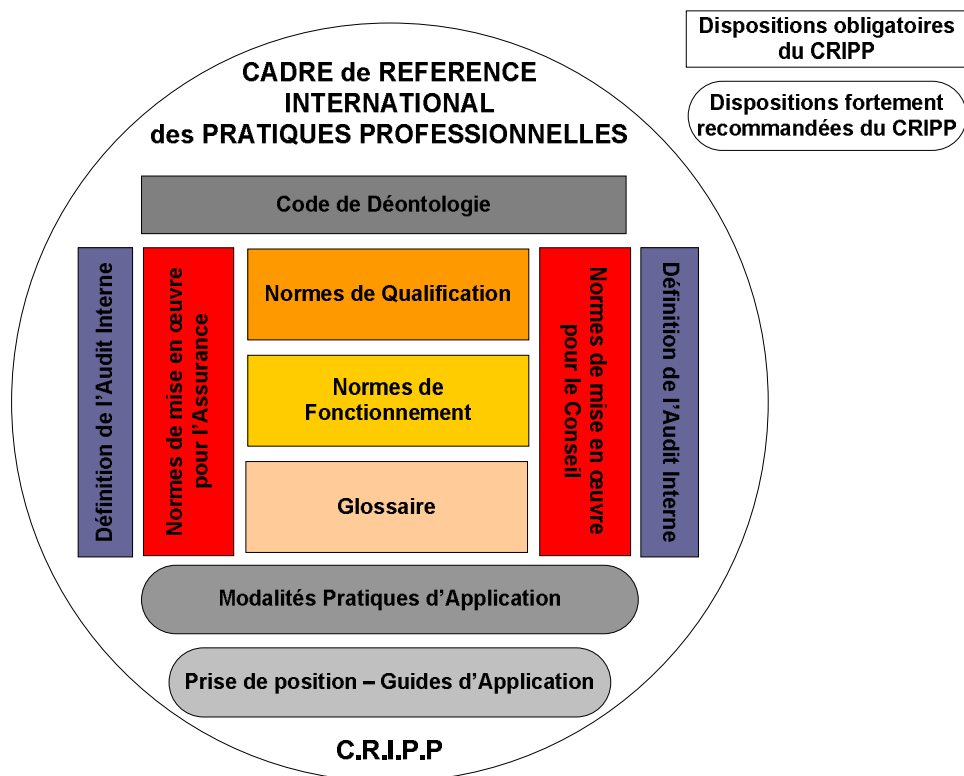 Dispositions obligatoires
du CRIPP
Dispositions fortement
recommandées du CRIPP
CADRE de REFERENCE
INTERNATIONAL
des PRATIQUES PROFESSIONNELLES
Code de Déontologie
Définition de l'Audit Interne
Normes de mise en œuvre
pour l'Assurance
Normes de Qualification
Normes de
Fonctionnement
Glossaire
Normes de mise en œuvre
pour le Conseil
Définition de l'Audit Interne
Modalités Pratiques d'Application
Prise de position – Guides d'Application
C.R.I.P.P